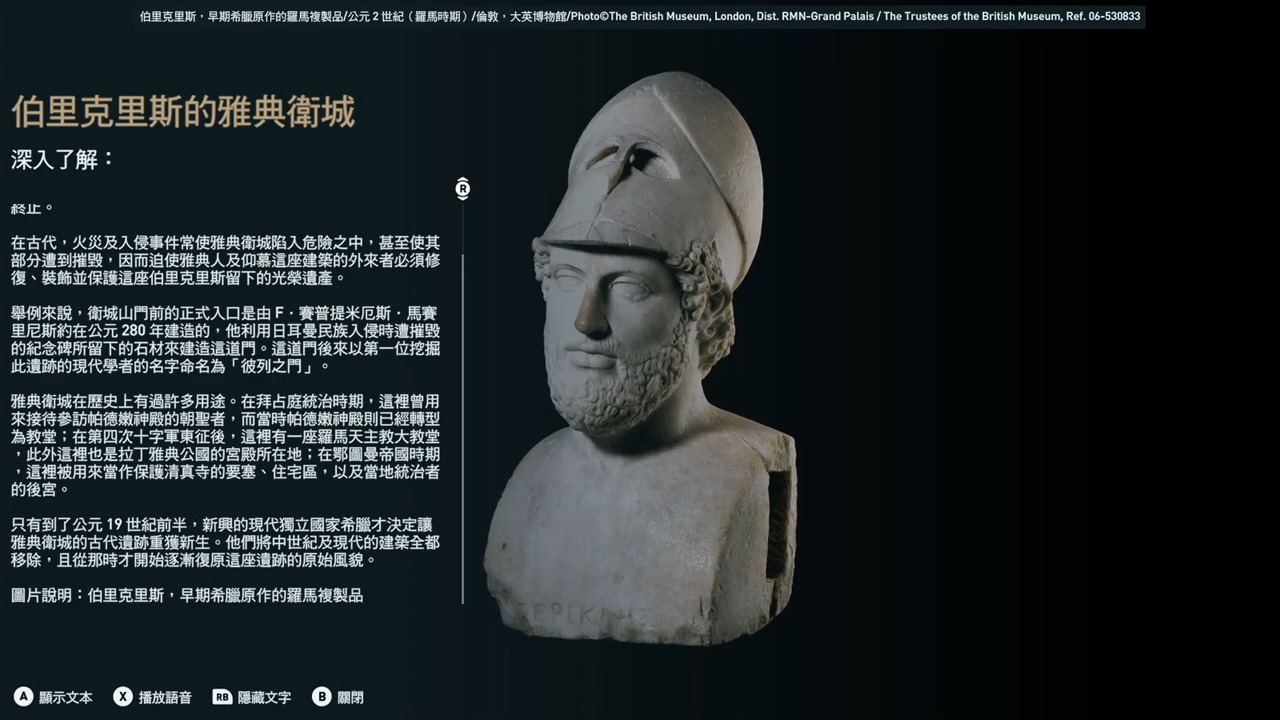 伯里克里斯，早期希臘原作的羅馬複製品/公元 2 世紀（羅馬時期）/倫敦，大英博物館/Photo©The British Museum, London, Dist. RMN-Grand Palais / The Trustees of the British Museum, Ref. 06-530833
伯里克里斯的雅典衛城
深入了解：
終止。
R
在古代，火災及入侵事件常使雅典衛城陷入危險之中，甚至使其
部分遭到摧毀，因而迫使雅典人及仰慕這座建築的外來者必須修
復、裝飾並保護這座伯里克里斯留下的光榮遺產。
舉例來說，衛城山門前的正式入口是由 F．賽普提米厄斯．馬賽
里尼斯約在公元 280 年建造的，他利用日耳曼民族入侵時遭摧毀
的紀念碑所留下的石材來建造這道門。這道門後來以第一位挖掘
此遺跡的現代學者的名字命名為「彼列之門」。
雅典衛城在歷史上有過許多用途。在拜占庭統治時期，這裡曾用
來接待參訪帕德嫩神殿的朝聖者，而當時帕德嫩神殿則已經轉型
為教堂；在第四次十字軍東征後，這裡有一座羅馬天主教大教堂
，此外這裡也是拉丁雅典公國的宮殿所在地；在鄂圖曼帝國時期
，這裡被用來當作保護清真寺的要塞、住宅區，以及當地統治者
的後宮。
只有到了公元 19 世紀前半，新興的現代獨立國家希臘才決定讓
雅典衛城的古代遺跡重獲新生。他們將中世紀及現代的建築全都
移除，且從那時才開始逐漸復原這座遺跡的原始風貌。
圖片說明：伯里克里斯，早期希臘原作的羅馬複製品
A 顯示文本 X 播放語音 RB 隱藏文字 B 關閉